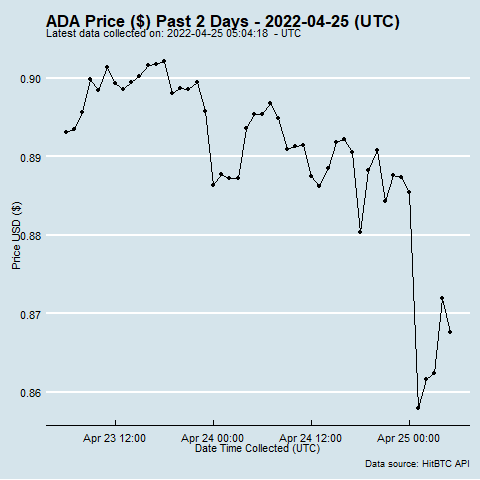 ADA Price ($) Past 2 Days - 2022-04-25 (UTC)
Latest data collected on: 2022-04-25 05:04:18 - UTC
0.90
0.89
0.88
0.87
0.86
Price USD ($)
Apr 23 12:00
Apr 24 00:00
Apr 24 12:00
Apr 25 00:00
Date Time Collected (UTC)
Data source: HitBTC API